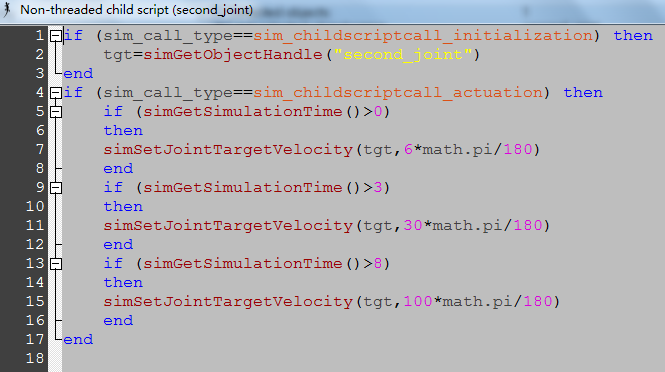 Non-threaded child script (second_joint)
1 if (sim_call_type==sim_childscriptcall_initialization) then
2 tgt=simGetObjectHandle("second_joint")
3 end
4 if (sim_call_type==sim_childscriptcall_actuation) then
5 if (simGetSimulationTime()>0)
6 then
7 simSetJointTargetVelocity(tgt,6*math.pi/180)
8 end
9 if (simGetSimulationTime()>3)
10 then
11 simSetJointTargetVelocity(tgt,30*math.pi/180)
12 end
13 if (simGetSimulationTime()>8)
14 then
15 simSetJointTargetVelocity(tgt,100*math.pi/180)
16 end
17 end
18